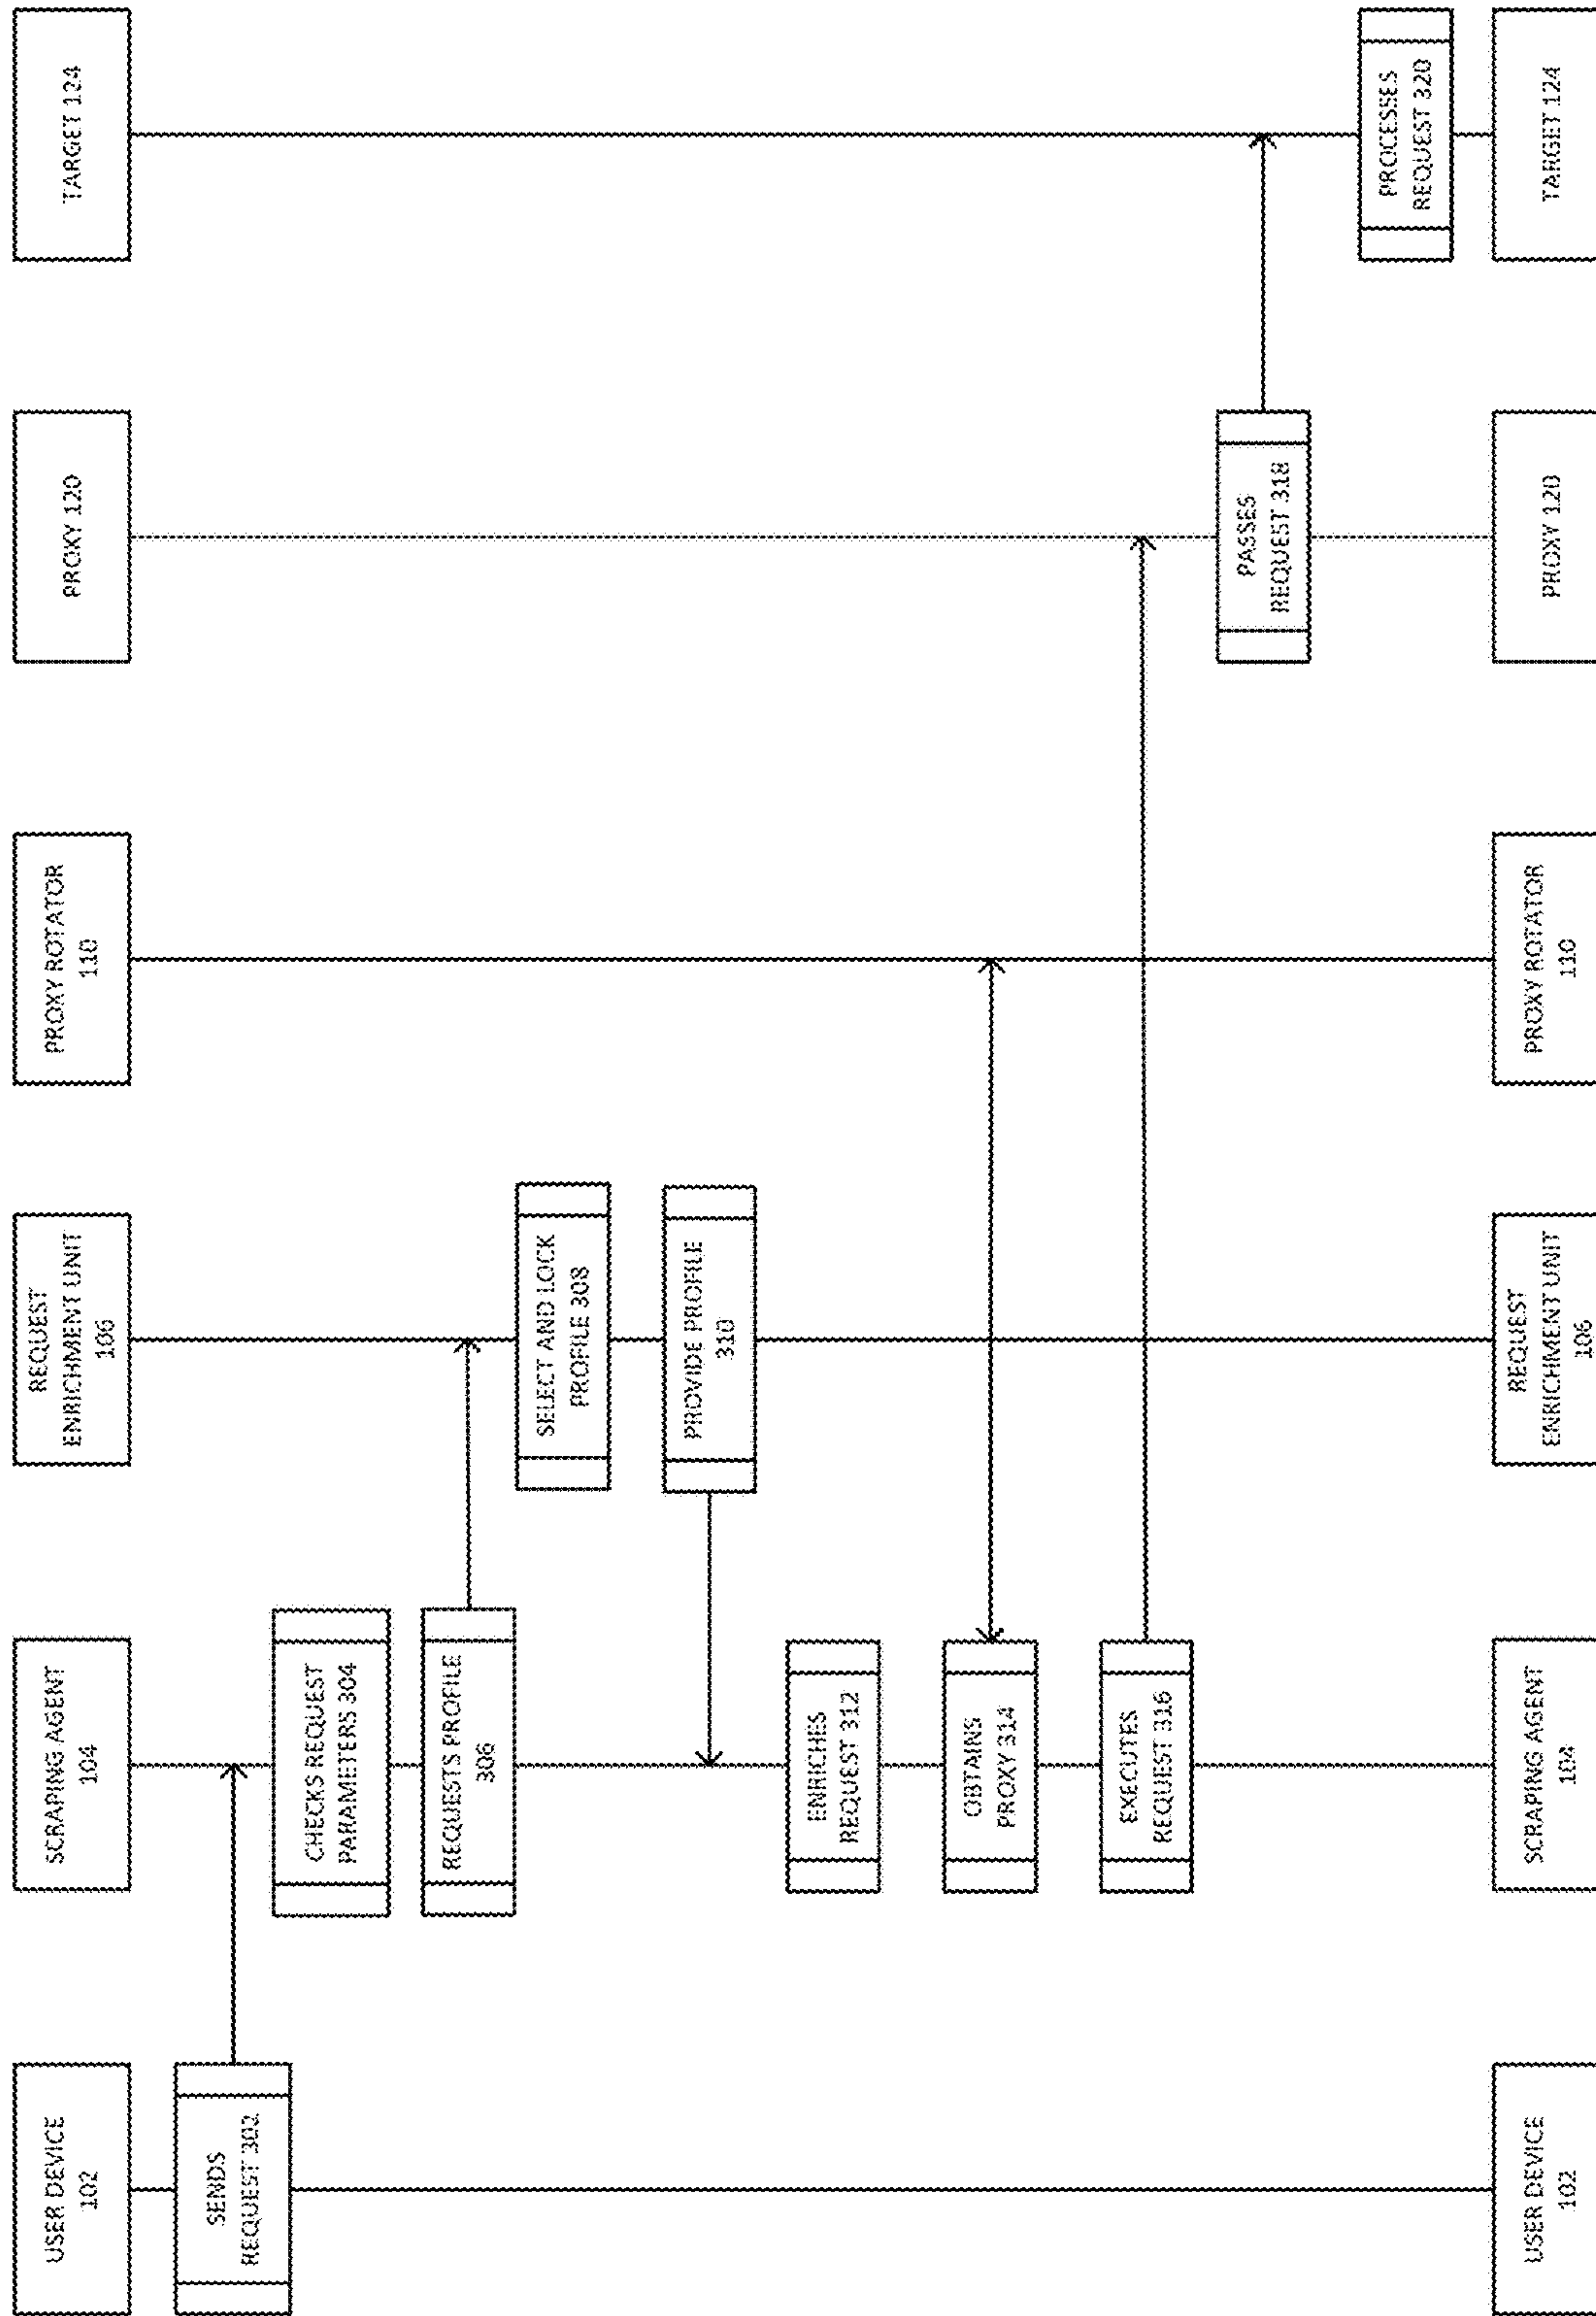 USER DEVICE
102
SCRAPING AGENT
104
REQUEST
ENRICHMENT UNIT
106
PROXY ROTATOR
110
PROXY 120
TARGET 124
SENDS
REQUEST 302
CHECKS REQUEST
PARAMETERS 304
REQUESTS PROFILE
306
SELECT AND LOCK
PROFILE 308
PROVIDE PROFILE
310
ENRICHES
REQUEST 312
OBTAINS
PROXY 314
EXECUTES
REQUEST 316
PASSES
REQUEST 318
PROCESSES
REQUEST 320
USER DEVICE
102
SCRAPING AGENT
104
REQUEST
ENRICHMENT UNIT
106
PROXY ROTATOR
110
PROXY 120
TARGET 124